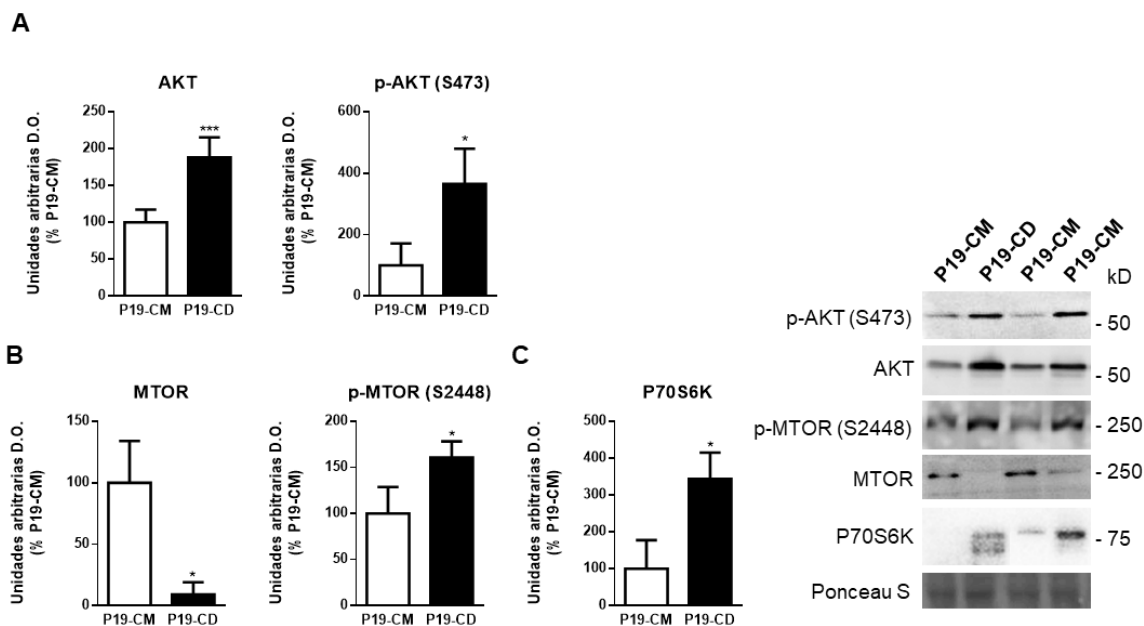 A
AKT
Unidades arbitrarias D.O.
(% P19-CM)
250
200
150
100
50
0
***
P19-CM P19-CD
p-AKT (S473)
Unidades arbitrarias D.O.
(% P19-CM)
600
400
200
0
*
P19-CM P19-CD
B
MTOR
Unidades arbitrarias D.O.
(% P19-CM)
150
100
50
0
*
P19-CM P19-CD
p-MTOR (S2448)
Unidades arbitrarias D.O.
(% P19-CM)
200
150
100
50
0
*
P19-CM P19-CD
C
P70S6K
Unidades arbitrarias D.O.
(% P19-CM)
500
400
300
200
100
0
*
P19-CM P19-CD
P19-CM P19-CD P19-CM P19-CM
kD
p-AKT (S473) - 50
AKT - 50
p-MTOR (S2448) - 250
MTOR - 250
P70S6K - 75
Ponceau S